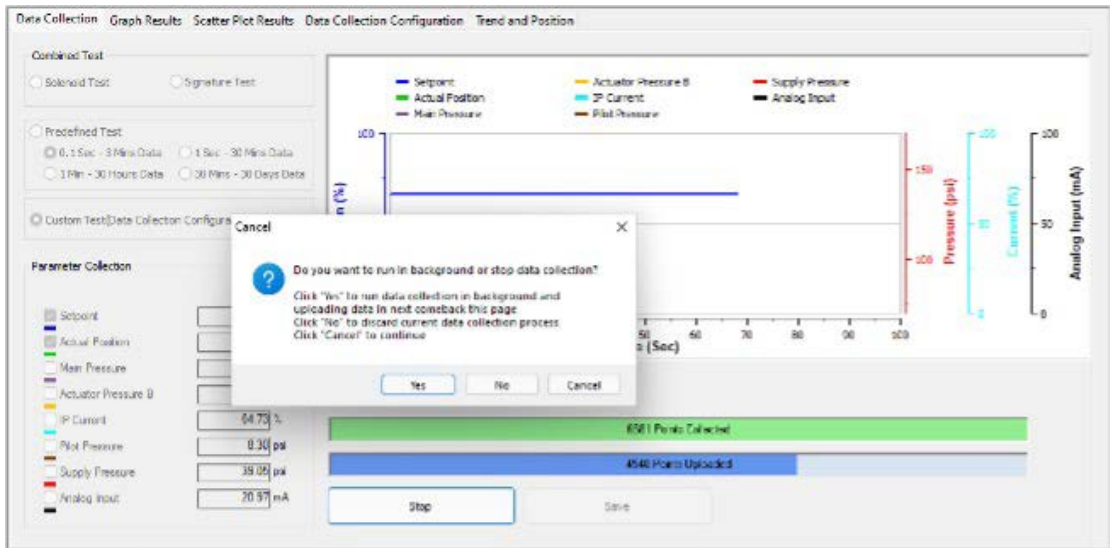 Data Collection Graph Results Scatter Plot Results Data Collection Configuration Trend and Position
Combined Test
Solenoid Test Signature Test
Predefined Test
0.1 Sec - 3 Mins Data 1 Sec - 30 Mins Data
1 Min - 30 Hours Data 30 Mins - 30 Days Data
Custom Test(Data Collection Configura
Parameter Collection
Setpoint
Actual Position
Main Pressure
Actuator Pressure B
IP Current 64.73 %
Pilot Pressure 8.30 psi
Supply Pressure 39.05 psi
Analog Input 20.97 mA
Setpoint Actuator Pressure B Supply Pressure
Actual Position IP Current Analog Input
Main Pressure Pilot Pressure
100
n (%)
150
100
Pressure (psi)
100
50
0
Current (%)
100
50
0
Analog Input (mA)
50 60 70 80 90 100
(Sec)
Cancel
Do you want to run in background or stop data collection?
Click "Yes" to run data collection in background and
uploading data in next comeback this page
Click "No" to discard current data collection process
Click "Cancel" to continue
Yes No Cancel
6581 Points Collected
4540 Points Uploaded
Stop Save